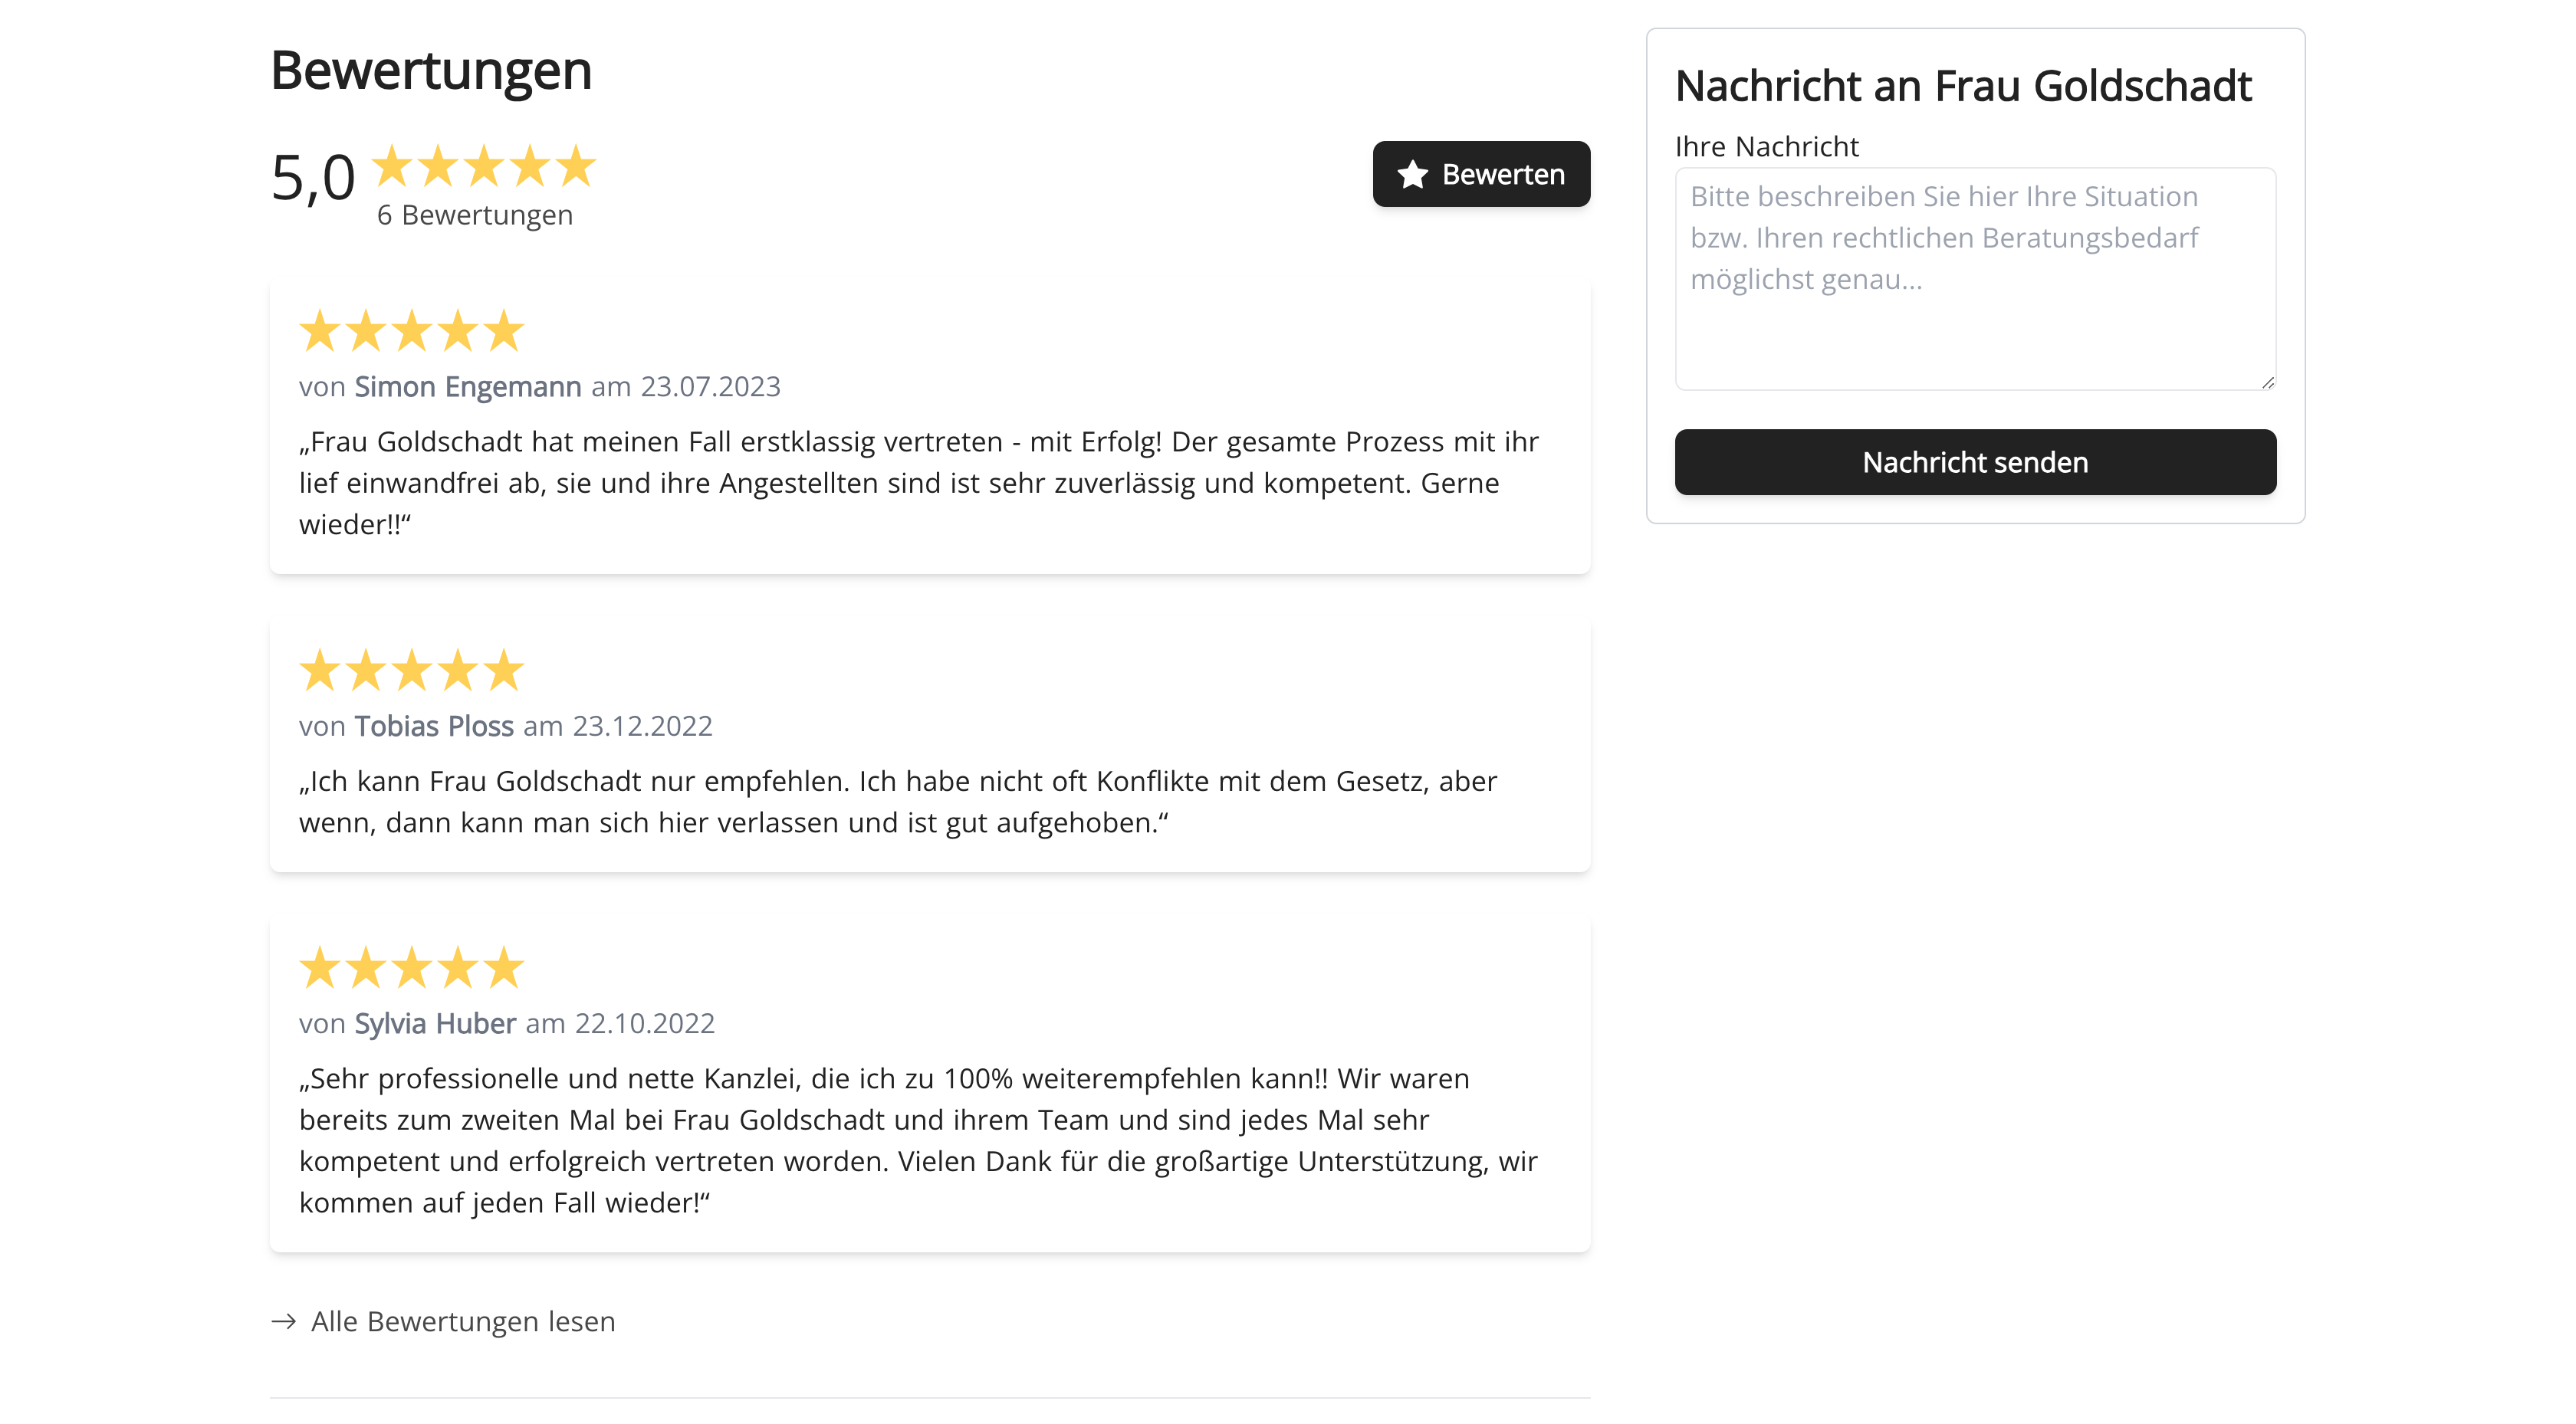 Bewertungen
5,0
6 Bewertungen
Bewerten
von Simon Engemann am 23.07.2023
„Frau Goldschadt hat meinen Fall erstklassig vertreten - mit Erfolg! Der gesamte Prozess mit ihr
lief einwandfrei ab, sie und ihre Angestellten sind ist sehr zuverlässig und kompetent. Gerne
wieder!!“
von Tobias Ploss am 23.12.2022
„Ich kann Frau Goldschadt nur empfehlen. Ich habe nicht oft Konflikte mit dem Gesetz, aber
wenn, dann kann man sich hier verlassen und ist gut aufgehoben.“
von Sylvia Huber am 22.10.2022
„Sehr professionelle und nette Kanzlei, die ich zu 100% weiterempfehlen kann!! Wir waren
bereits zum zweiten Mal bei Frau Goldschadt und ihrem Team und sind jedes Mal sehr
kompetent und erfolgreich vertreten worden. Vielen Dank für die großartige Unterstützung, wir
kommen auf jeden Fall wieder!“
→ Alle Bewertungen lesen
Nachricht an Frau Goldschadt
Ihre Nachricht
Bitte beschreiben Sie hier Ihre Situation
bzw. Ihren rechtlichen Beratungsbedarf
möglichst genau...
Nachricht senden